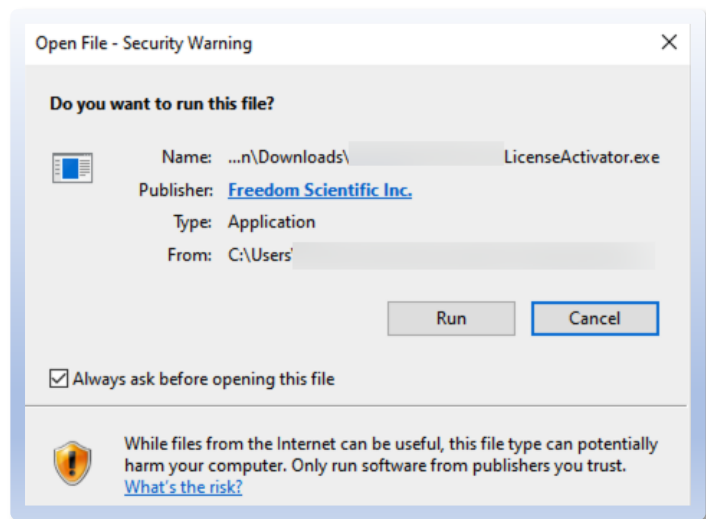 Open File - Security Warning
Do you want to run this file?
Name: ...n\Downloads\ LicenseActivator.exe
Publisher: Freedom Scientific Inc.
Type: Application
From: C:\Users\
Run Cancel
Always ask before opening this file
While files from the Internet can be useful, this file type can potentially
harm your computer. Only run software from publishers you trust.
What's the risk?